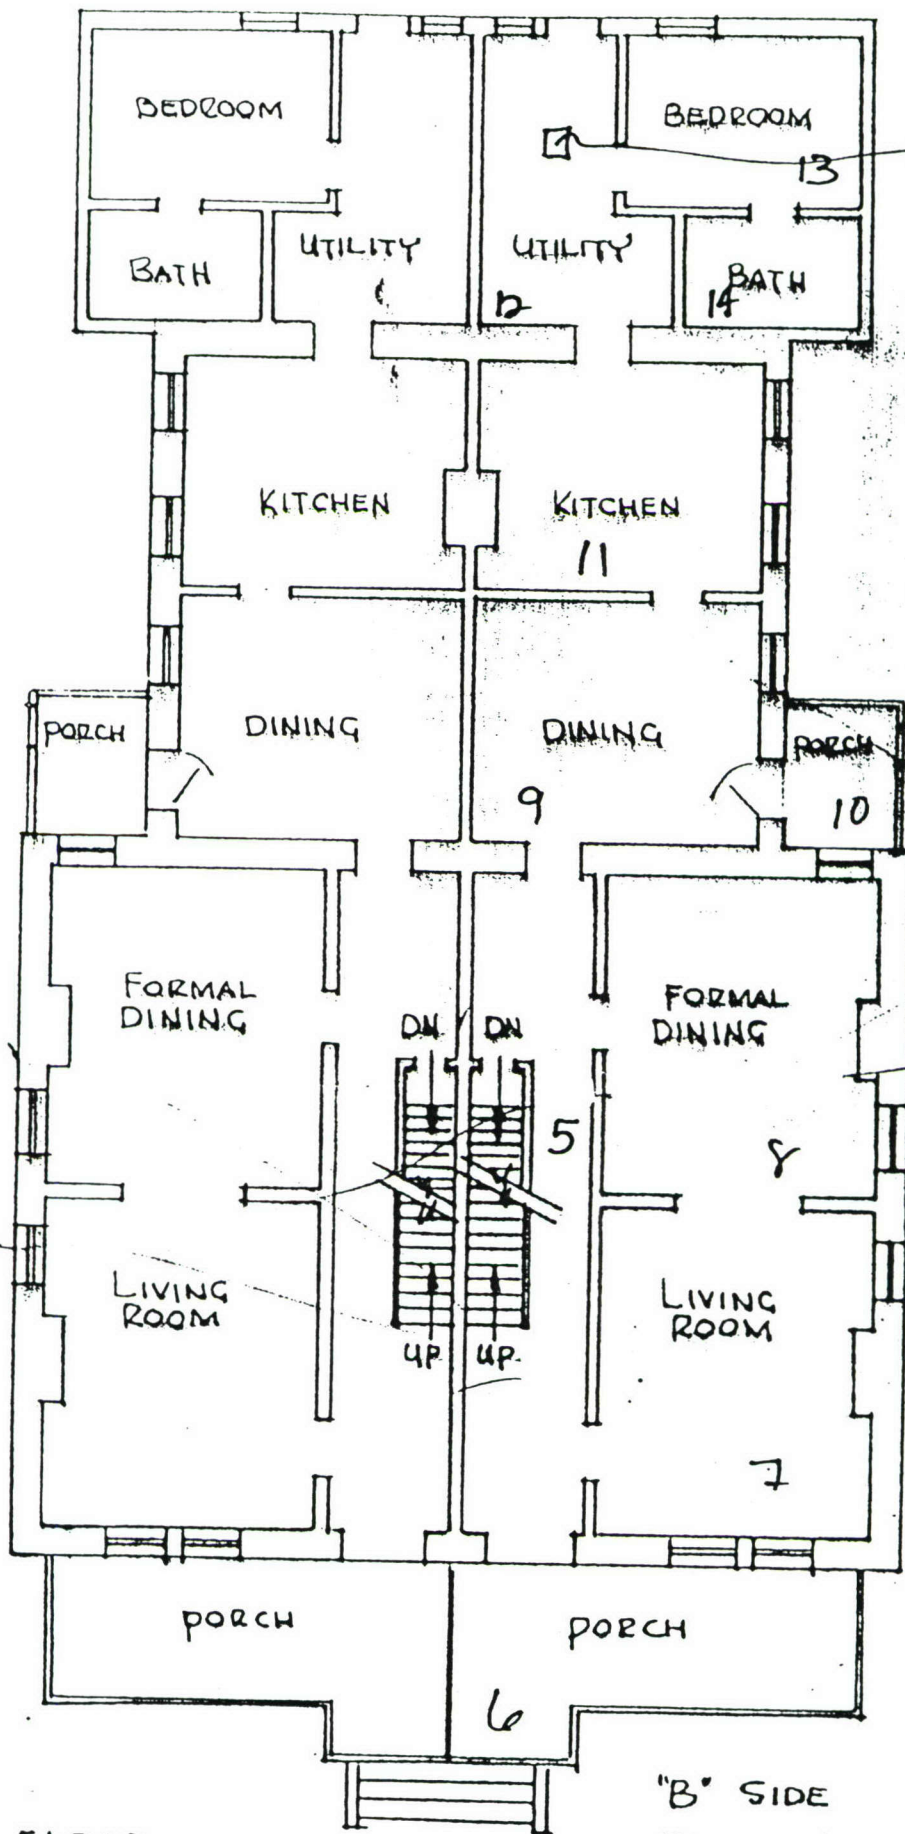 BEDROOM
BEDROOM
13
UTILITY
UTILITY
BATH
BATH
12
14
KITCHEN
KITCHEN
11
PORCH
DINING
DINING
PORCH
9
10
FORMAL
DINING
FORMAL
DINING
DN
DN
5
8
LIVING
ROOM
LIVING
ROOM
UP
UP
7
PORCH
PORCH
6
"B" SIDE